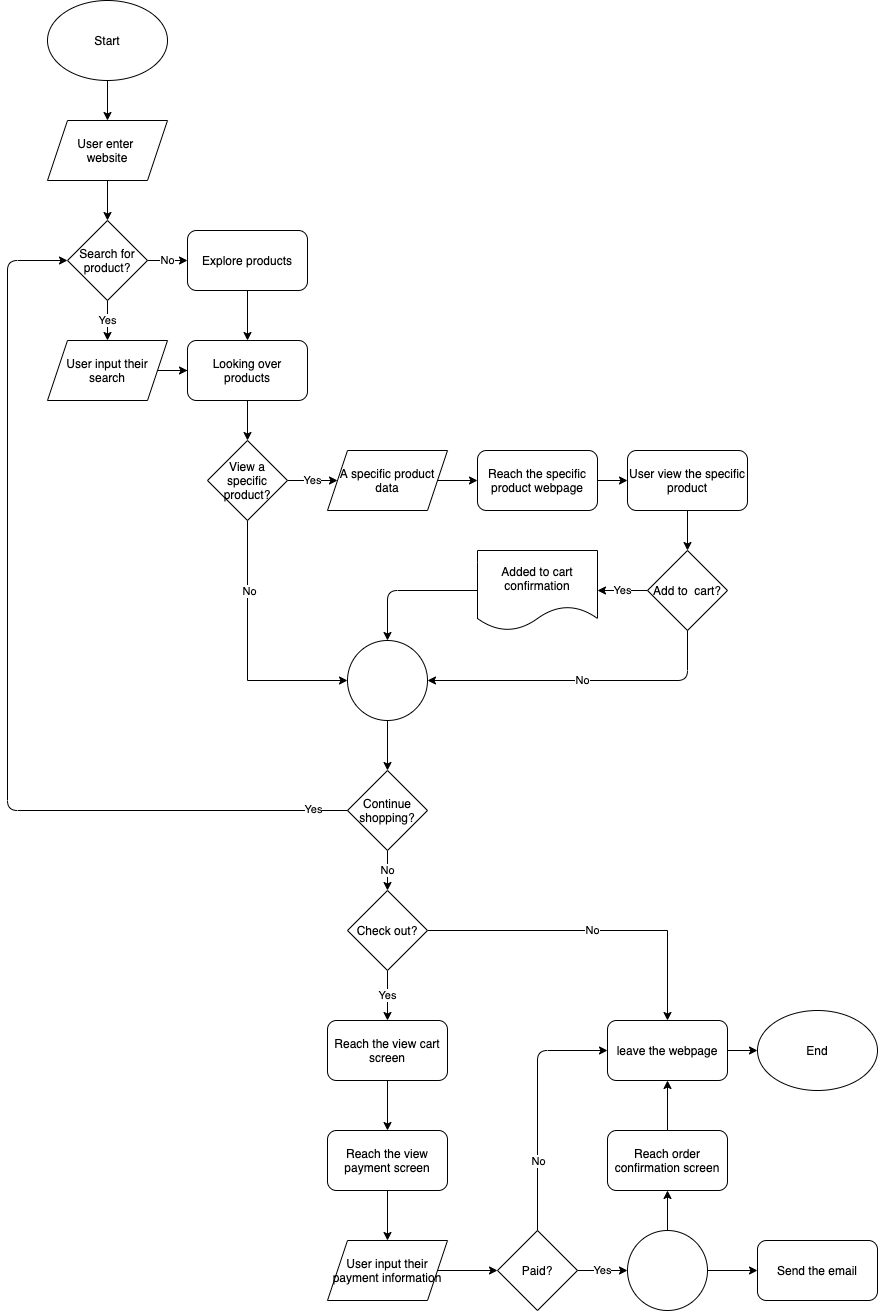 Start
User enter
website
Search for
product?
No
Explore products
Yes
User input their
search
Looking over
products
View a
specific
product?
Yes
A specific product
data
Reach the specific
product webpage
User view the specific
product
Added to cart
confirmation
Yes
Add to  cart?
No
No
Continue
shopping?
Yes
No
Check out?
No
Yes
Reach the view cart
screen
leave the webpage
End
Reach the view
payment screen
No
Reach order
confirmation screen
User input their
payment information
Paid?
Yes
Send the email